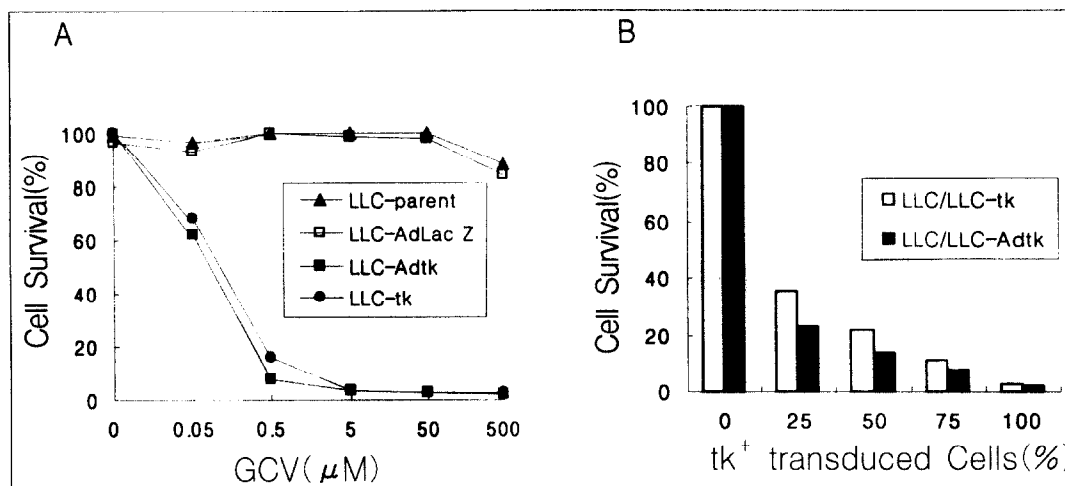 A
Cell Survival(%)
100
80
60
40
20
0
LLC-parent
LLC-AdLac Z
LLC-Adtk
LLC-tk
0 0.05 0.5 5 50 500
GCV(μM)
B
Cell Survival(%)
100
80
60
40
20
0
LLC/LLC-tk
LLC/LLC-Adtk
0 25 50 75 100
tk+ transduced Cells(%)